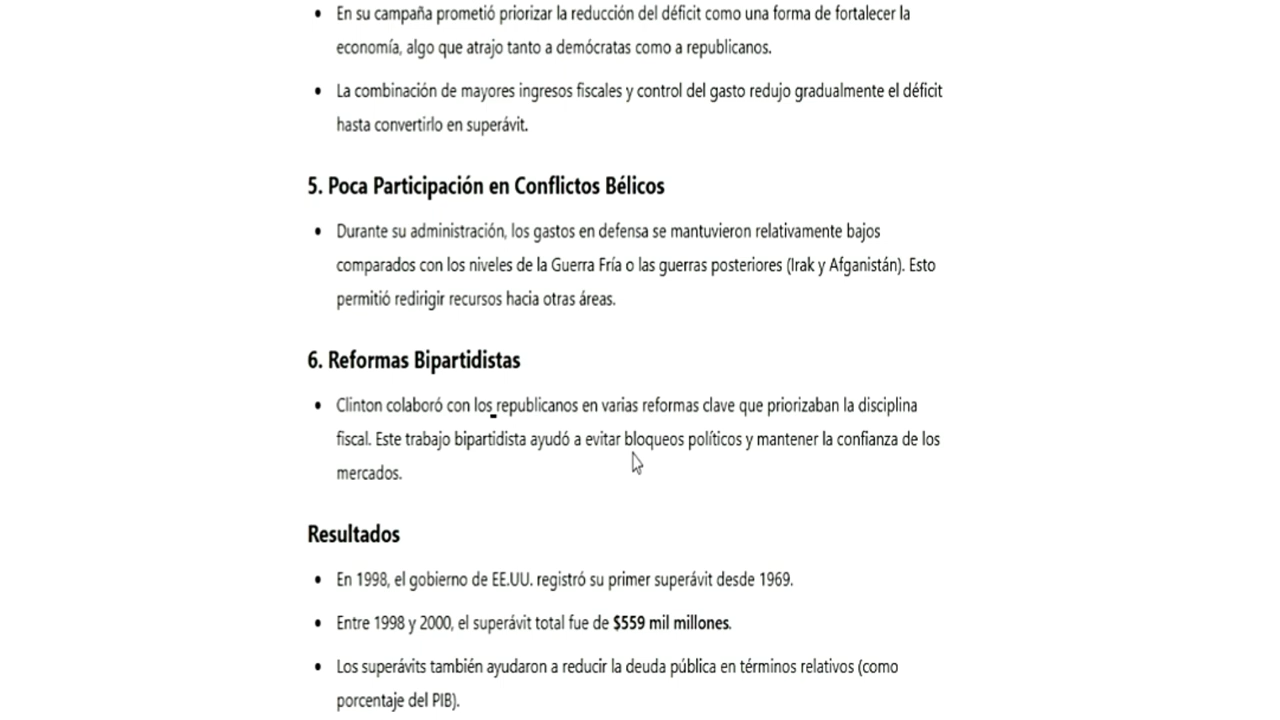 • En su campaña prometió priorizar la reducción del déficit como una forma de fortalecer la
economía, algo que atrajo tanto a demócratas como a republicanos.
• La combinación de mayores ingresos fiscales y control del gasto redujo gradualmente el déficit
hasta convertirlo en superávit.
5. Poca Participación en Conflictos Bélicos
• Durante su administración, los gastos en defensa se mantuvieron relativamente bajos
comparados con los niveles de la Guerra Fría o las guerras posteriores (Irak y Afganistán). Esto
permitió redirigir recursos hacia otras áreas.
6. Reformas Bipartidistas
• Clinton colaboró con los republicanos en varias reformas clave que priorizaban la disciplina
fiscal. Este trabajo bipartidista ayudó a evitar bloqueos políticos y mantener la confianza de los
mercados.
Resultados
• En 1998, el gobierno de EE.UU. registró su primer superávit desde 1969.
• Entre 1998 y 2000, el superávit total fue de $559 mil millones.
• Los superávits también ayudaron a reducir la deuda pública en términos relativos (como
porcentaje del PIB).